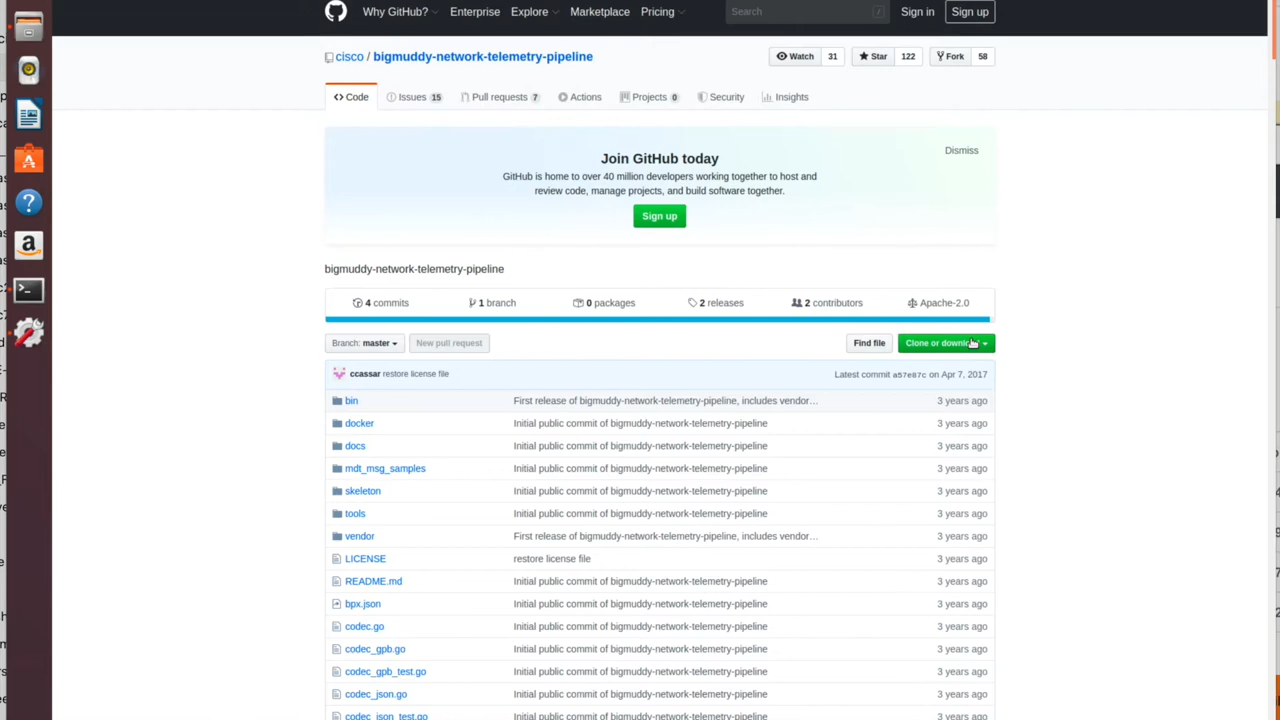 Why GitHub? Enterprise Explore Marketplace Pricing Search / Sign in Sign up
cisco / bigmuddy-network-telemetry-pipeline Watch 31 Star 122 Fork 58
Code Issues 15 Pull requests 7 Actions Projects 0 Security Insights
Join GitHub today
Dismiss
GitHub is home to over 40 million developers working together to host and
review code, manage projects, and build software together.
Sign up
bigmuddy-network-telemetry-pipeline
4 commits 1 branch 0 packages 2 releases 2 contributors Apache-2.0
Branch: master New pull request Find file Clone or
ccassar restore license file Latest commit a57e87c on Apr 7, 2017
bin First release of bigmuddy-network-telemetry-pipeline, includes vendor… 3 years ago
docker Initial public commit of bigmuddy-network-telemetry-pipeline 3 years ago
docs Initial public commit of bigmuddy-network-telemetry-pipeline 3 years ago
mdt_msg_samples Initial public commit of bigmuddy-network-telemetry-pipeline 3 years ago
skeleton Initial public commit of bigmuddy-network-telemetry-pipeline 3 years ago
tools Initial public commit of bigmuddy-network-telemetry-pipeline 3 years ago
vendor First release of bigmuddy-network-telemetry-pipeline, includes vendor… 3 years ago
LICENSE restore license file 3 years ago
README.md Initial public commit of bigmuddy-network-telemetry-pipeline 3 years ago
bpx.json Initial public commit of bigmuddy-network-telemetry-pipeline 3 years ago
codec.go Initial public commit of bigmuddy-network-telemetry-pipeline 3 years ago
codec_gpb.go Initial public commit of bigmuddy-network-telemetry-pipeline 3 years ago
codec_gpb_test.go Initial public commit of bigmuddy-network-telemetry-pipeline 3 years ago
codec_json.go Initial public commit of bigmuddy-network-telemetry-pipeline 3 years ago
codec_json_test.go Initial public commit of bigmuddy-network-telemetry-pipeline 3 years ago